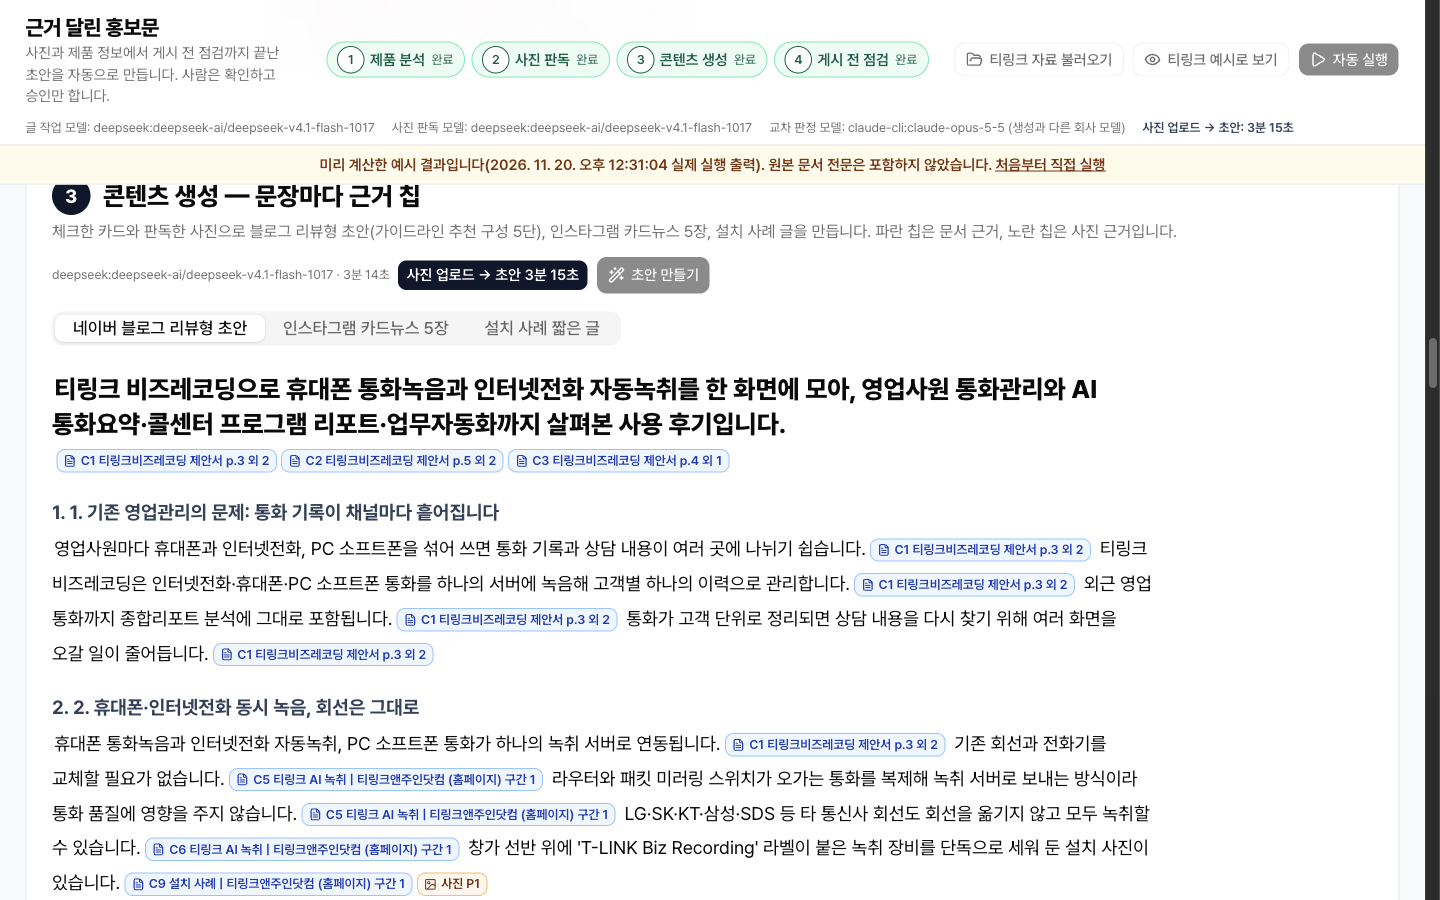 근거 달린 홍보문
사진과 제품 정보에서 게시 전 점검까지 끝난
초안을 자동으로 만듭니다. 사람은 확인하고
승인만 합니다.
1 제품 분석 완료
2 사진 판독 완료
3 콘텐츠 생성 완료
4 게시 전 점검 완료
티링크 자료 불러오기
티링크 예시로 보기
자동 실행
글 작업 모델: deepseek:deepseek-ai/deepseek-v4.1-flash-1017 사진 판독 모델: deepseek:deepseek-ai/deepseek-v4.1-flash-1017 교차 판정 모델: claude-cli:claude-opus-5-5 (생성과 다른 회사 모델) 사진 업로드 → 초안: 3분 15초
미리 계산한 예시 결과입니다(2026. 11. 20. 오후 12:31:04 실제 실행 출력). 원본 문서 전문은 포함하지 않았습니다. 처음부터 직접 실행
3 콘텐츠 생성 — 문장마다 근거 칩
체크한 카드와 판독한 사진으로 블로그 리뷰형 초안(가이드라인 추천 구성 5단), 인스타그램 카드뉴스 5장, 설치 사례 글을 만듭니다. 파란 칩은 문서 근거, 노란 칩은 사진 근거입니다.
deepseek:deepseek-ai/deepseek-v4.1-flash-1017 · 3분 14초 사진 업로드 → 초안 3분 15초 초안 만들기
네이버 블로그 리뷰형 초안 인스타그램 카드뉴스 5장 설치 사례 짧은 글
티링크 비즈레코딩으로 휴대폰 통화녹음과 인터넷전화 자동녹취를 한 화면에 모아, 영업사원 통화관리와 AI
통화요약·콜센터 프로그램 리포트·업무자동화까지 살펴본 사용 후기입니다.
C1 티링크비즈레코딩 제안서 p.3 외 2 C2 티링크비즈레코딩 제안서 p.5 외 2 C3 티링크비즈레코딩 제안서 p.4 외 1
1. 1. 기존 영업관리의 문제: 통화 기록이 채널마다 흩어집니다
영업사원마다 휴대폰과 인터넷전화, PC 소프트폰을 섞어 쓰면 통화 기록과 상담 내용이 여러 곳에 나뉘기 쉽습니다. C1 티링크비즈레코딩 제안서 p.3 외 2 티링크
비즈레코딩은 인터넷전화·휴대폰·PC 소프트폰 통화를 하나의 서버에 녹음해 고객별 하나의 이력으로 관리합니다. C1 티링크비즈레코딩 제안서 p.3 외 2 외근 영업
통화까지 종합리포트 분석에 그대로 포함됩니다. C1 티링크비즈레코딩 제안서 p.3 외 2 통화가 고객 단위로 정리되면 상담 내용을 다시 찾기 위해 여러 화면을
오갈 일이 줄어듭니다. C1 티링크비즈레코딩 제안서 p.3 외 2
2. 2. 휴대폰·인터넷전화 동시 녹음, 회선은 그대로
휴대폰 통화녹음과 인터넷전화 자동녹취, PC 소프트폰 통화가 하나의 녹취 서버로 연동됩니다. C1 티링크비즈레코딩 제안서 p.3 외 2 기존 회선과 전화기를
교체할 필요가 없습니다. C5 티링크 AI 녹취 | 티링크앤주인닷컴 (홈페이지) 구간 1 라우터와 패킷 미러링 스위치가 오가는 통화를 복제해 녹취 서버로 보내는 방식이라
통화 품질에 영향을 주지 않습니다. C5 티링크 AI 녹취 | 티링크앤주인닷컴 (홈페이지) 구간 1 LG·SK·KT·삼성·SDS 등 타 통신사 회선도 회선을 옮기지 않고 모두 녹취할
수 있습니다. C6 티링크 AI 녹취 | 티링크앤주인닷컴 (홈페이지) 구간 1 창가 선반 위에 'T-LINK Biz Recording' 라벨이 붙은 녹취 장비를 단독으로 세워 둔 설치 사진이
있습니다. C9 설치 사례 | 티링크앤주인닷컴 (홈페이지) 구간 1 사진 P1